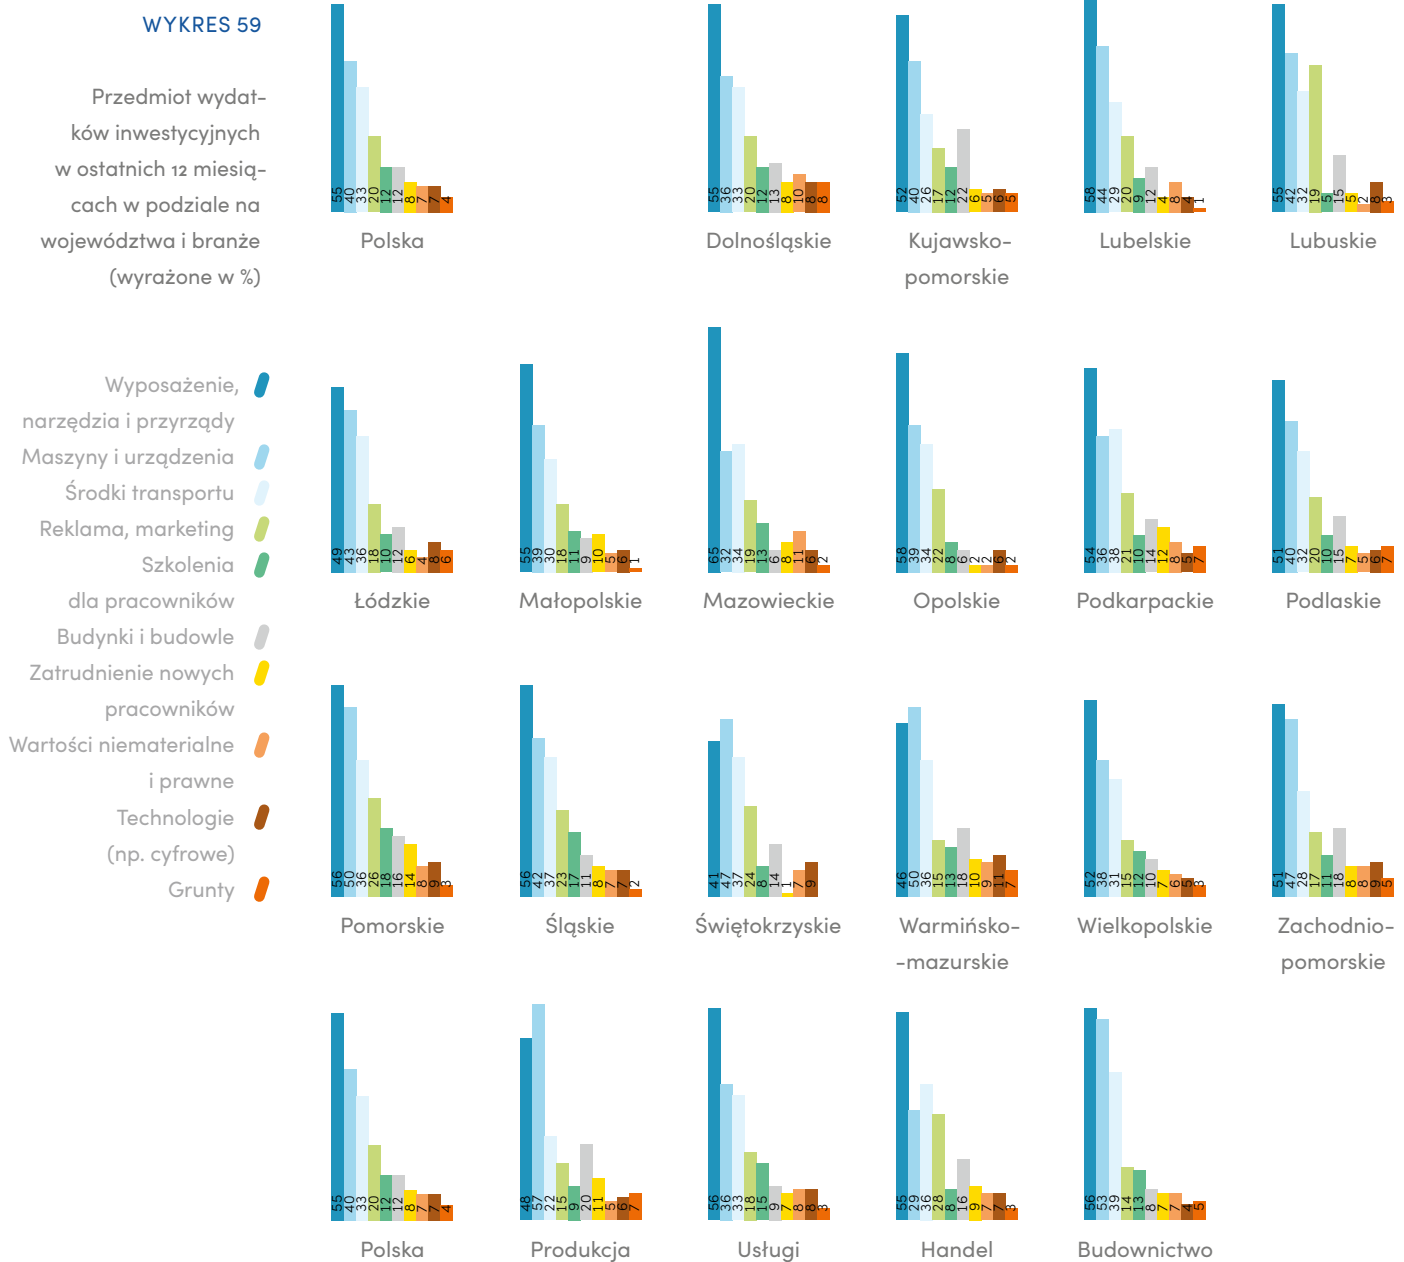 WYKRES 59
Przedmiot wydat-
ków inwestycyjnych
w ostatnich 12 miesią-
cach w podziale na
województwa i branże
(wyrażone w %)
55 40 33 20 12 12 8 7 7 4
Polska
55 36 33 20 12 13 8 10 8 8
Dolnośląskie
52 40 26 17 12 22 6 5 6 5
Kujawsko-
pomorskie
58 44 29 20 9 12 4 8 4 1
Lubelskie
55 42 32 19 5 15 5 2 8 3
Lubuskie
Wyposażenie,
narzędzia i przyrządy
Maszyny i urządzenia
Środki transportu
Reklama, marketing
Szkolenia
dla pracowników
Budynki i budowle
Zatrudnienie nowych
pracowników
Wartości niematerialne
i prawne
Technologie
(np. cyfrowe)
Grunty
49 43 36 18 10 12 6 4 8 6
Łódzkie
55 39 30 18 11 9 10 5 6 1
Małopolskie
65 32 34 19 13 6 8 11 6 2
Mazowieckie
58 39 34 22 8 6 2 2 6 2
Opolskie
54 36 38 21 10 14 12 8 5 7
Podkarpackie
51 40 32 20 10 15 7 5 6 7
Podlaskie
56 50 36 26 18 16 14 8 9 3
Pomorskie
56 42 37 23 17 11 8 7 7 2
Śląskie
41 47 37 24 8 14 1 7 9
Świętokrzyskie
46 50 36 15 13 18 10 9 11 7
Warmińsko-
-mazurskie
52 38 31 15 12 10 7 6 5 3
Wielkopolskie
51 47 28 17 11 18 8 8 9 5
Zachodnio-
pomorskie
55 40 33 20 12 12 8 7 7 4
Polska
48 57 22 15 9 20 11 5 6 7
Produkcja
56 36 33 18 15 9 7 8 8 3
Usługi
55 29 36 28 8 16 9 7 7 3
Handel
56 53 39 14 13 8 7 7 4 5
Budownictwo